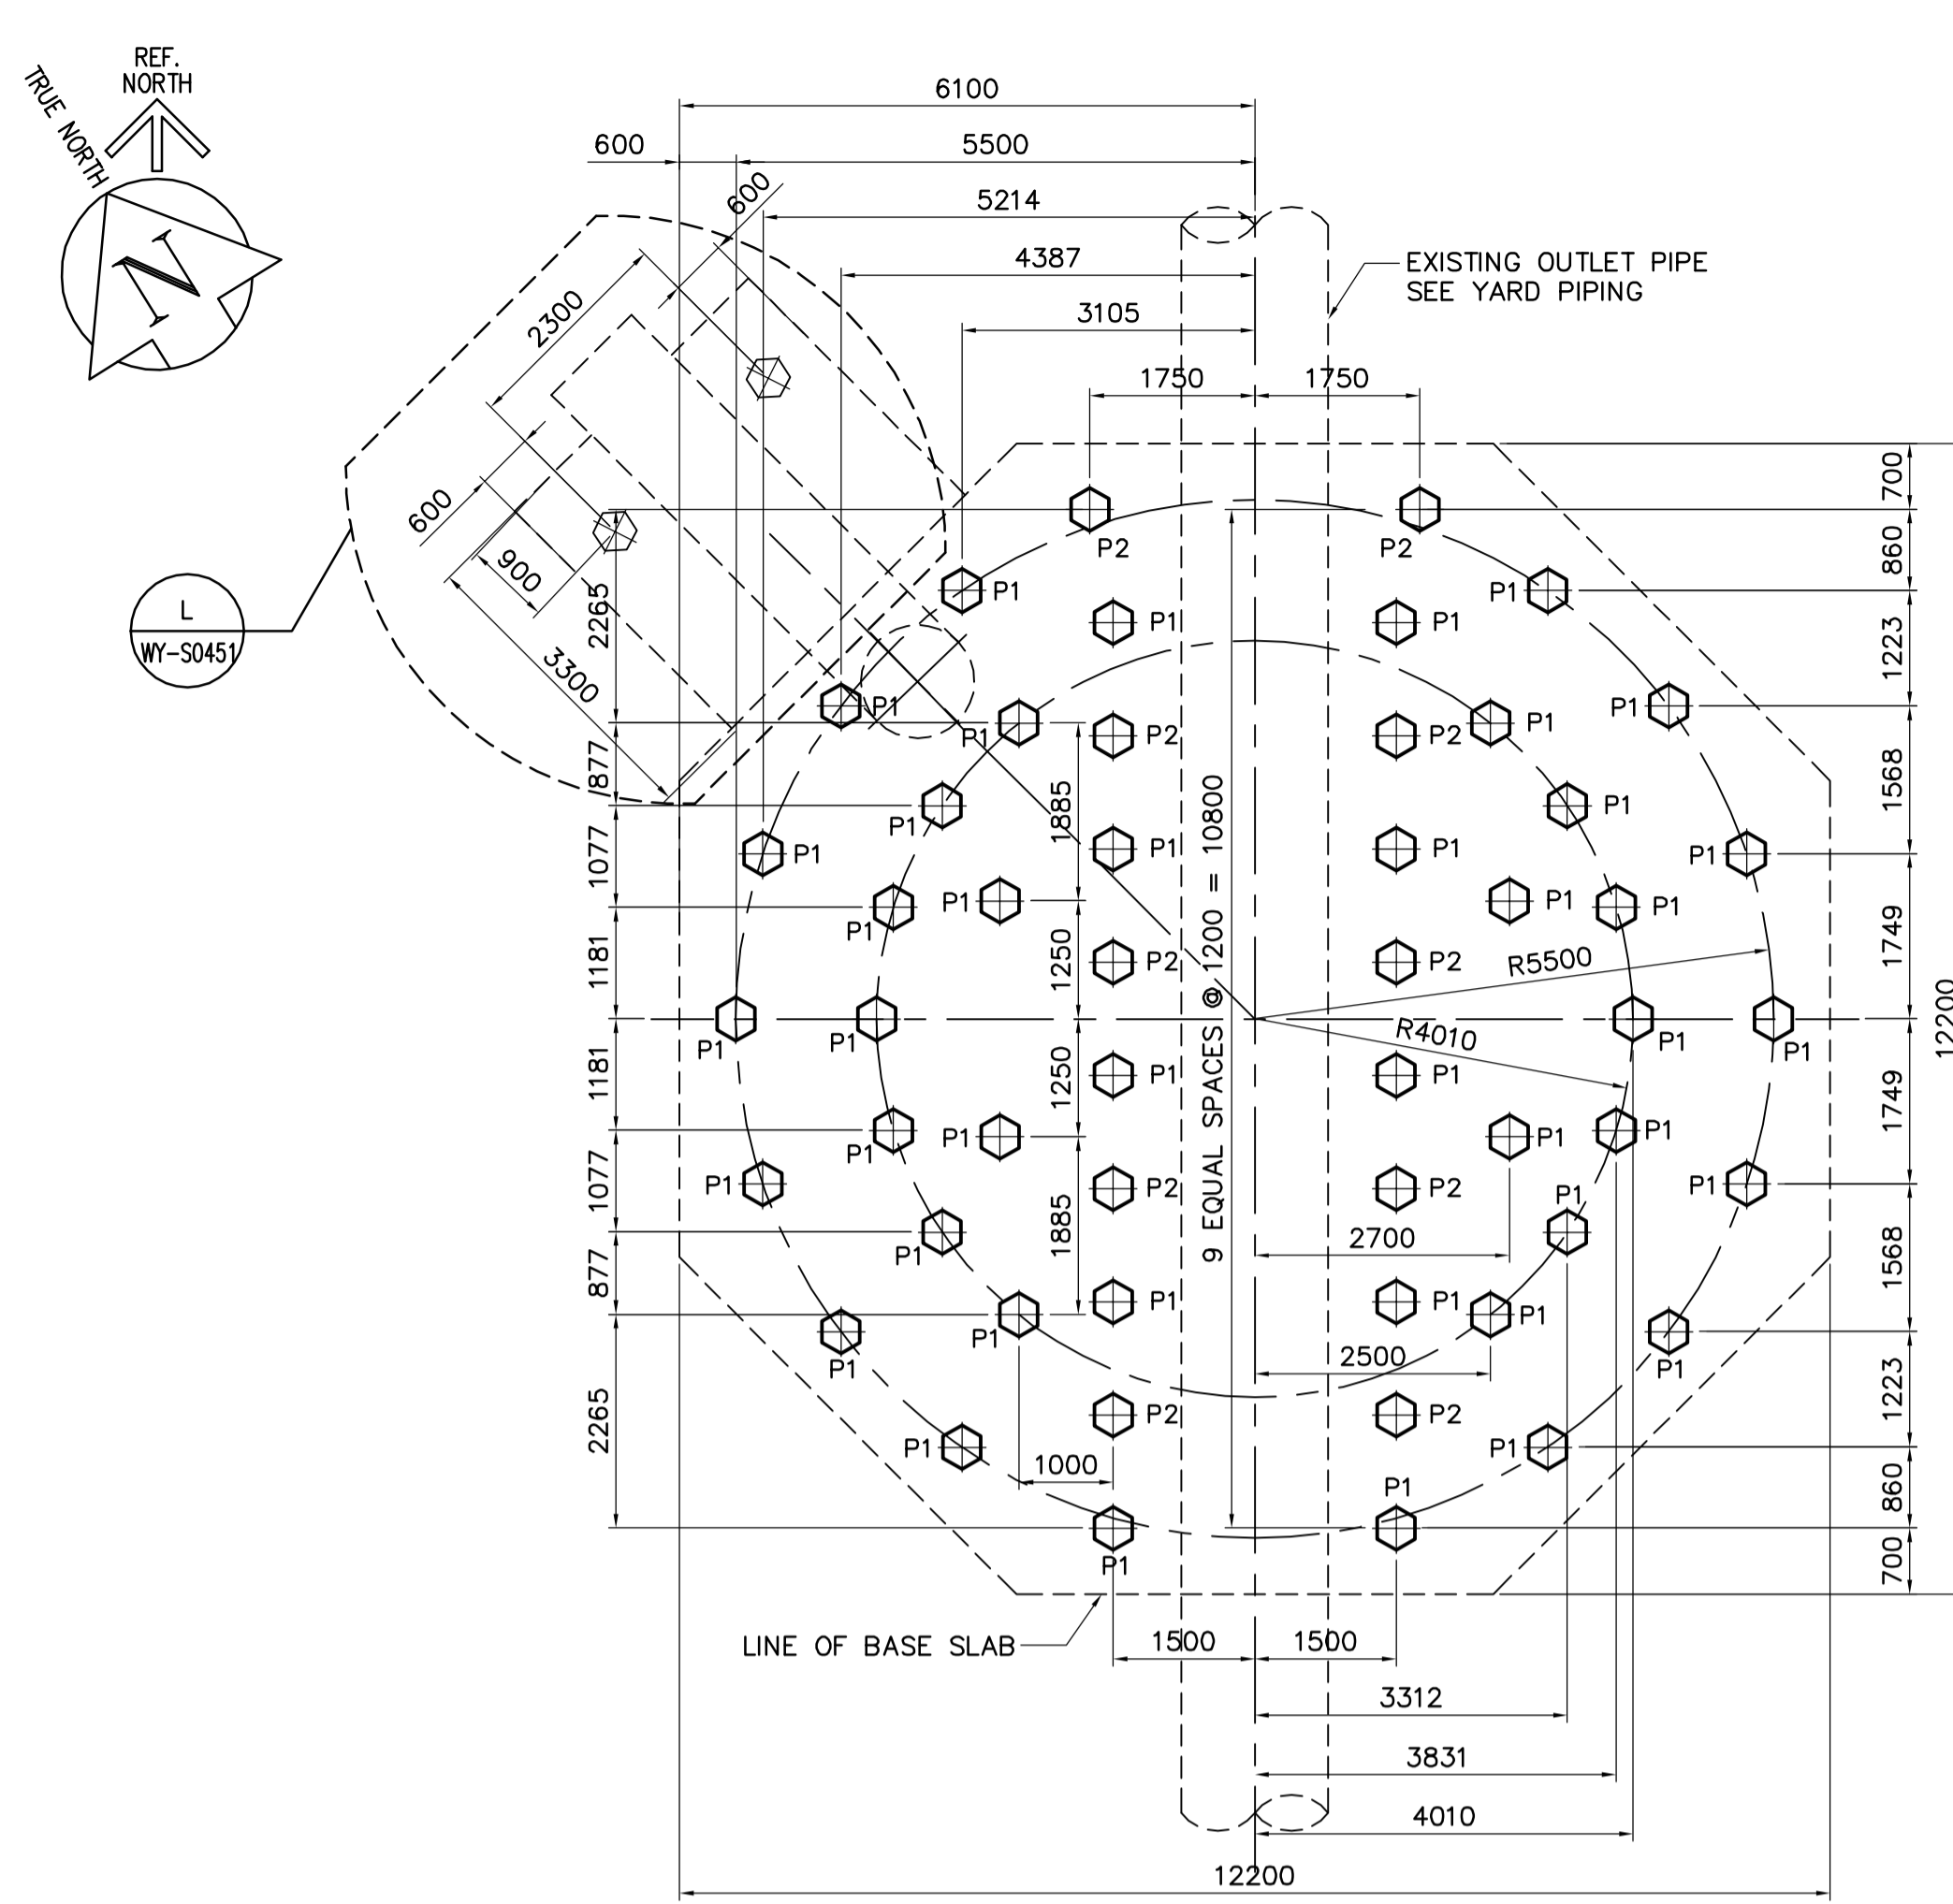 REF.
NORTH
TRUE NORTH
N
6100
600
5500
600
5214
4387
3105
1750
1750
EXISTING OUTLET PIPE
SEE YARD PIPING
2300
600
900
3300
L
WY-S0451
P2
P2
P1
P1
P1
P1
P1
P1
P1
P1
P1
P2
P2
P1
P1
P1
P1
P1
P1
P1
P1
P1
P1
P1
P1
P2
P2
R5500
R4010
P1
P1
P1
P1
P1
P1
P1
P1
P1
P1
P1
P1
P1
P2
P2
P1
P1
P1
P1
P1
P1
P1
P1
P1
P1
P2
P2
P1
P1
P1
P1
2265
877
1077
1181
1181
1077
877
2265
1885
1250
1250
1885
9 EQUAL SPACES @ 1200 = 10800
700
860
1223
1568
1749
1749
1568
1223
860
700
12200
2700
2500
1000
LINE OF BASE SLAB
1500
1500
3312
3831
4010
12200